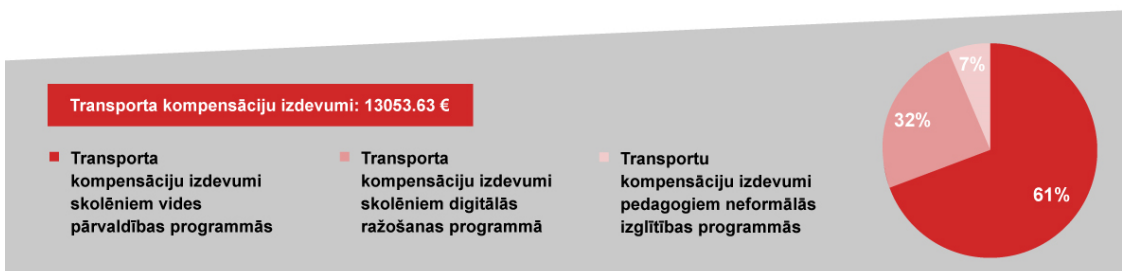 Transporta kompensāciju izdevumi: 13053.63 €
Transporta
kompensāciju izdevumi
skolēniem vides
pārvaldības programmās
Transporta
kompensāciju izdevumi
skolēniem digitālās
ražošanas programmā
Transportu
kompensāciju izdevumi
pedagogiem neformālās
izglītības programmās
7%
32%
61%